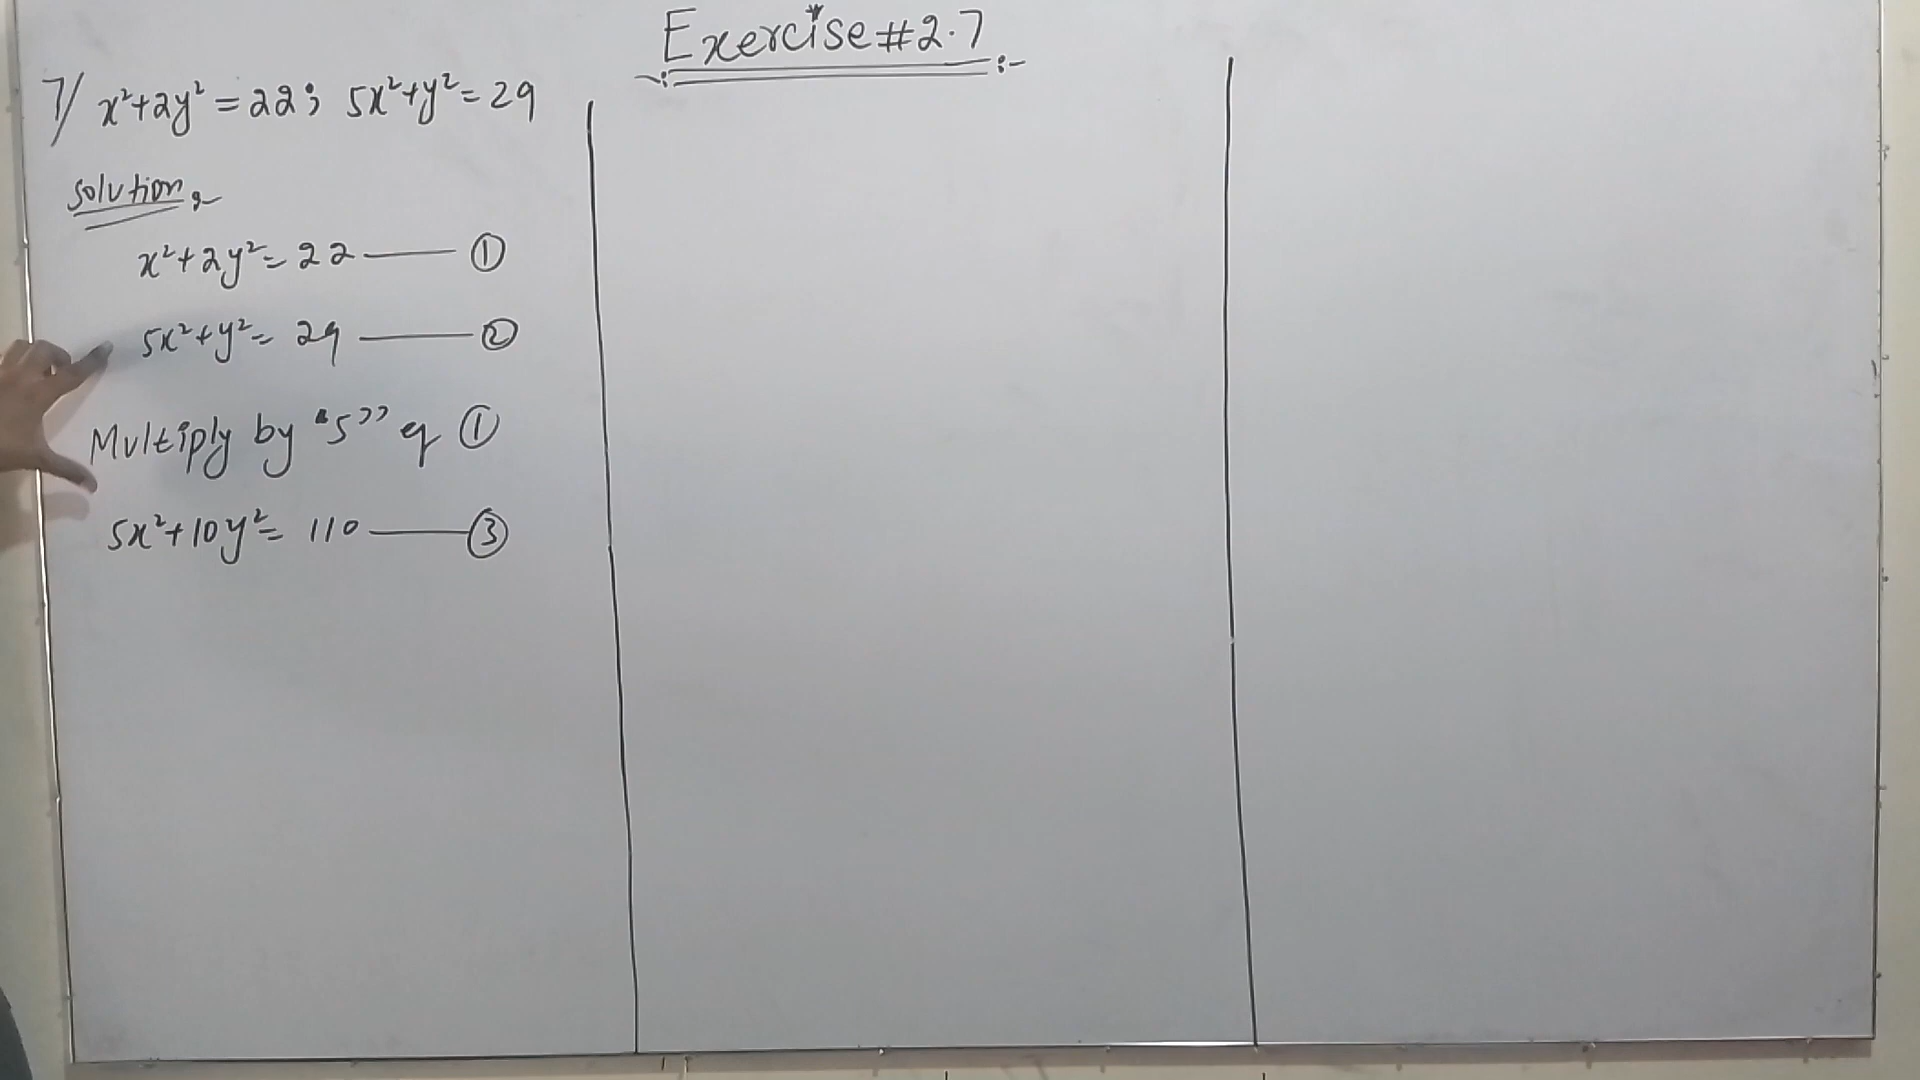 Exercise#2.7
7/ x²+2y² = 22; 5x²+y² = 29
Solution:-
x²+2y² = 22 —— ①
5x²+y² = 29 —— ②
Multiply by "5" eq ①
5x²+10y² = 110 —— ③